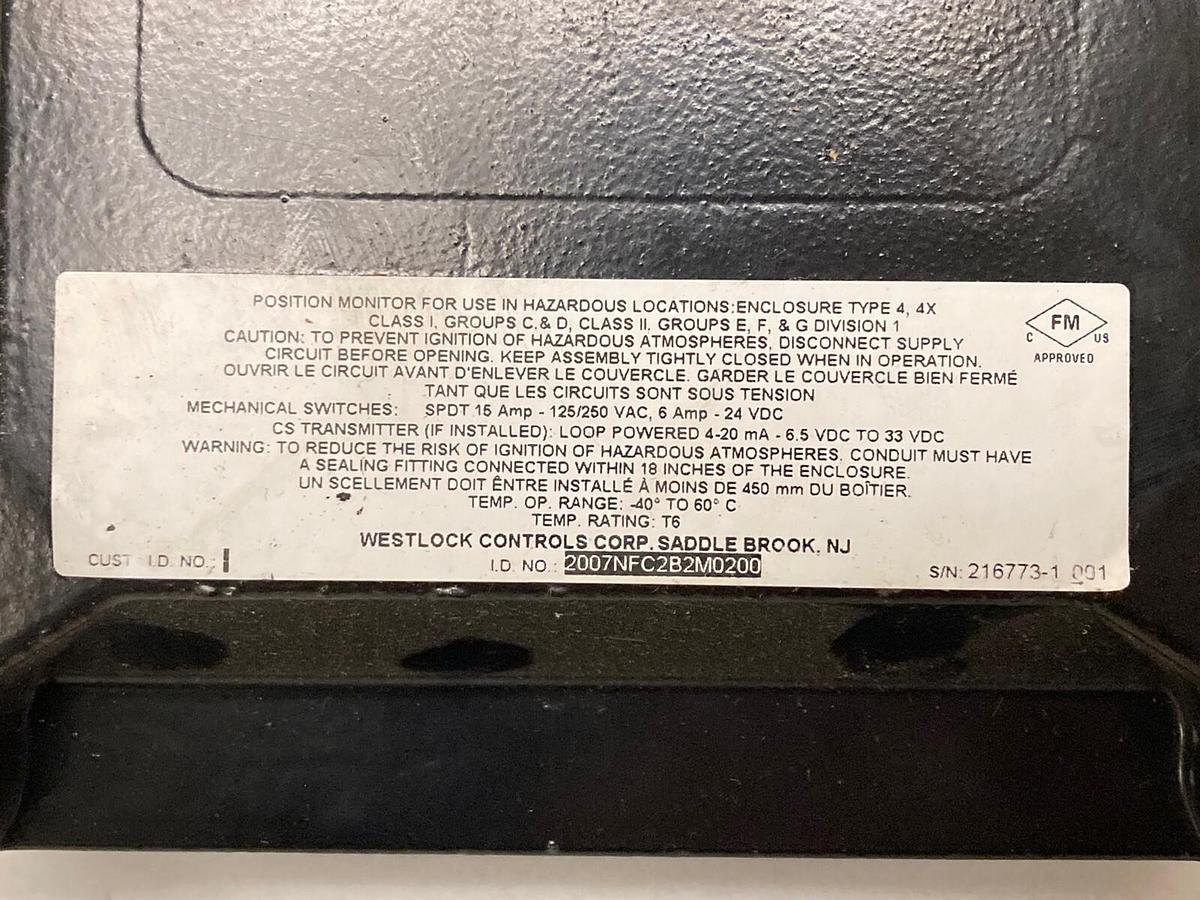 POSITION MONITOR FOR USE IN HAZARDOUS LOCATIONS:ENCLOSURE TYPE 4, 4X
CLASS I, GROUPS C.& D, CLASS II. GROUPS E, F, & G DIVISION 1
CAUTION: TO PREVENT IGNITION OF HAZARDOUS ATMOSPHERES, DISCONNECT SUPPLY
CIRCUIT BEFORE OPENING. KEEP ASSEMBLY TIGHTLY CLOSED WHEN IN OPERATION.
OUVRIR LE CIRCUIT AVANT D'ENLEVER LE COUVERCLE. GARDER LE COUVERCLE BIEN FERMÉ
TANT QUE LES CIRCUITS SONT SOUS TENSION
MECHANICAL SWITCHES: SPDT 15 Amp - 125/250 VAC, 6 Amp - 24 VDC
CS TRANSMITTER (IF INSTALLED): LOOP POWERED 4-20 mA - 6.5 VDC TO 33 VDC
WARNING: TO REDUCE THE RISK OF IGNITION OF HAZARDOUS ATMOSPHERES. CONDUIT MUST HAVE
A SEALING FITTING CONNECTED WITHIN 18 INCHES OF THE ENCLOSURE.
UN SCELLEMENT DOIT ÊNTRE INSTALLÉ À MOINS DE 450 mm DU BOÎTIER.
TEMP. OP. RANGE: -40° TO 60° C
TEMP. RATING: T6
WESTLOCK CONTROLS CORP. SADDLE BROOK, NJ
CUST I.D. NO.:
I.D. NO.: 2007NFC2B2M0200
S/N: 216773-1 001
FM
C US
APPROVED